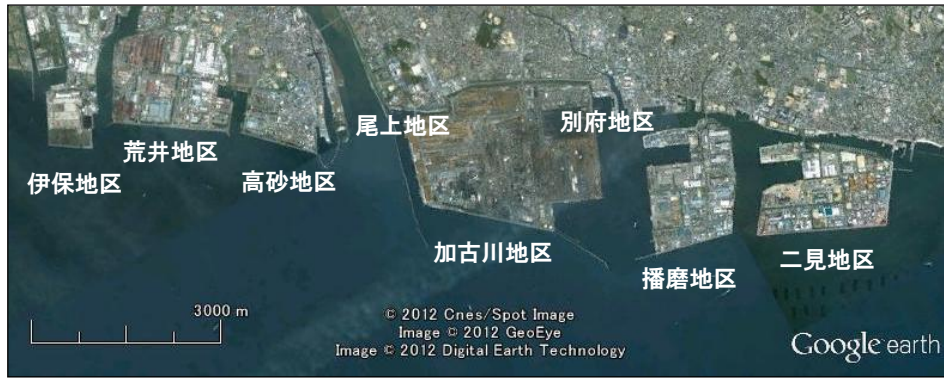 尾上地区
別府地区
荒井地区
伊保地区
高砂地区
加古川地区
播磨地区
二見地区
3000 m
© 2012 Cnes/Spot Image
Image © 2012 GeoEye
Image © 2012 Digital Earth Technology
Google earth